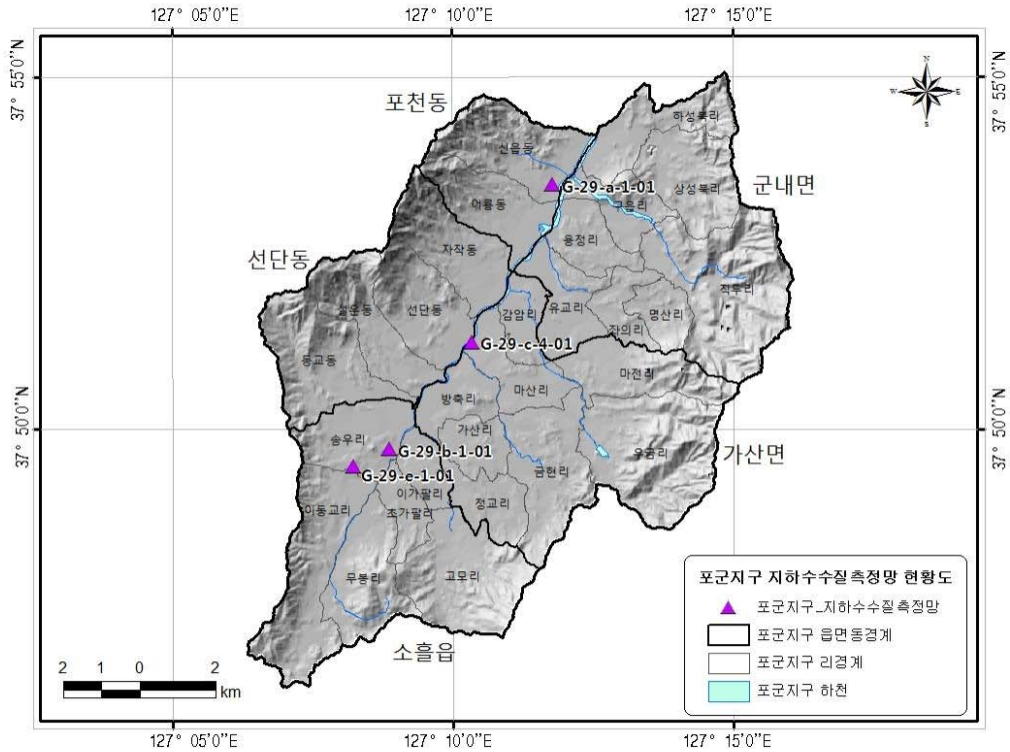 127° 05'0''E
127° 10'0''E
127° 15'0''E
37° 55'0''N
37° 55'0''N
N
W
E
S
포천동
하성북리
신읍동
G-29-a-1-01
구읍리
상성북리
군내면
어룡동
용정리
자작동
선단동
직두리
설운동
선단동
감암리
유교리
명산리
자의리
G-29-c-4-01
동교동
마산리
마전리
방축리
37° 50'0''N
37° 50'0''N
송우리
가산리
G-29-b-1-01
우금리
가산면
G-29-e-1-01
금현리
이가팔리
이동교리
초가팔리
정교리
무봉리
고모리
소흘읍
포군지구 지하수수질측정망 현황도
포군지구_지하수수질측정망
포군지구 읍면동경계
포군지구 리경계
포군지구 하천
2 1 0 2
km
127° 05'0''E
127° 10'0''E
127° 15'0''E